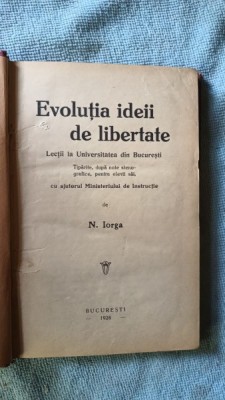 Evoluția ideii
de libertate
Lecții la Universitatea din București
Tipărite, după note steno-
grafice, pentru elevii săi,
cu ajutorul Ministeriului de Instrucție
de
N. Iorga
BUCUREȘTI
1928